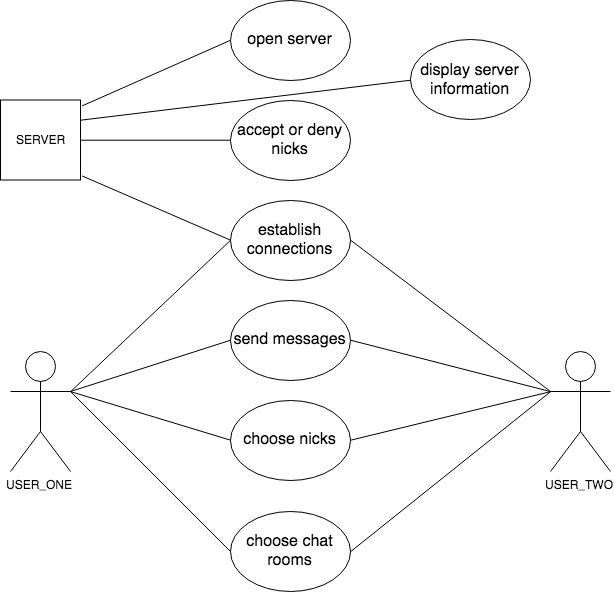 open server
display server
information
SERVER
accept or deny
nicks
establish
connections
send messages
choose nicks
USER_ONE
USER_TWO
choose chat
rooms